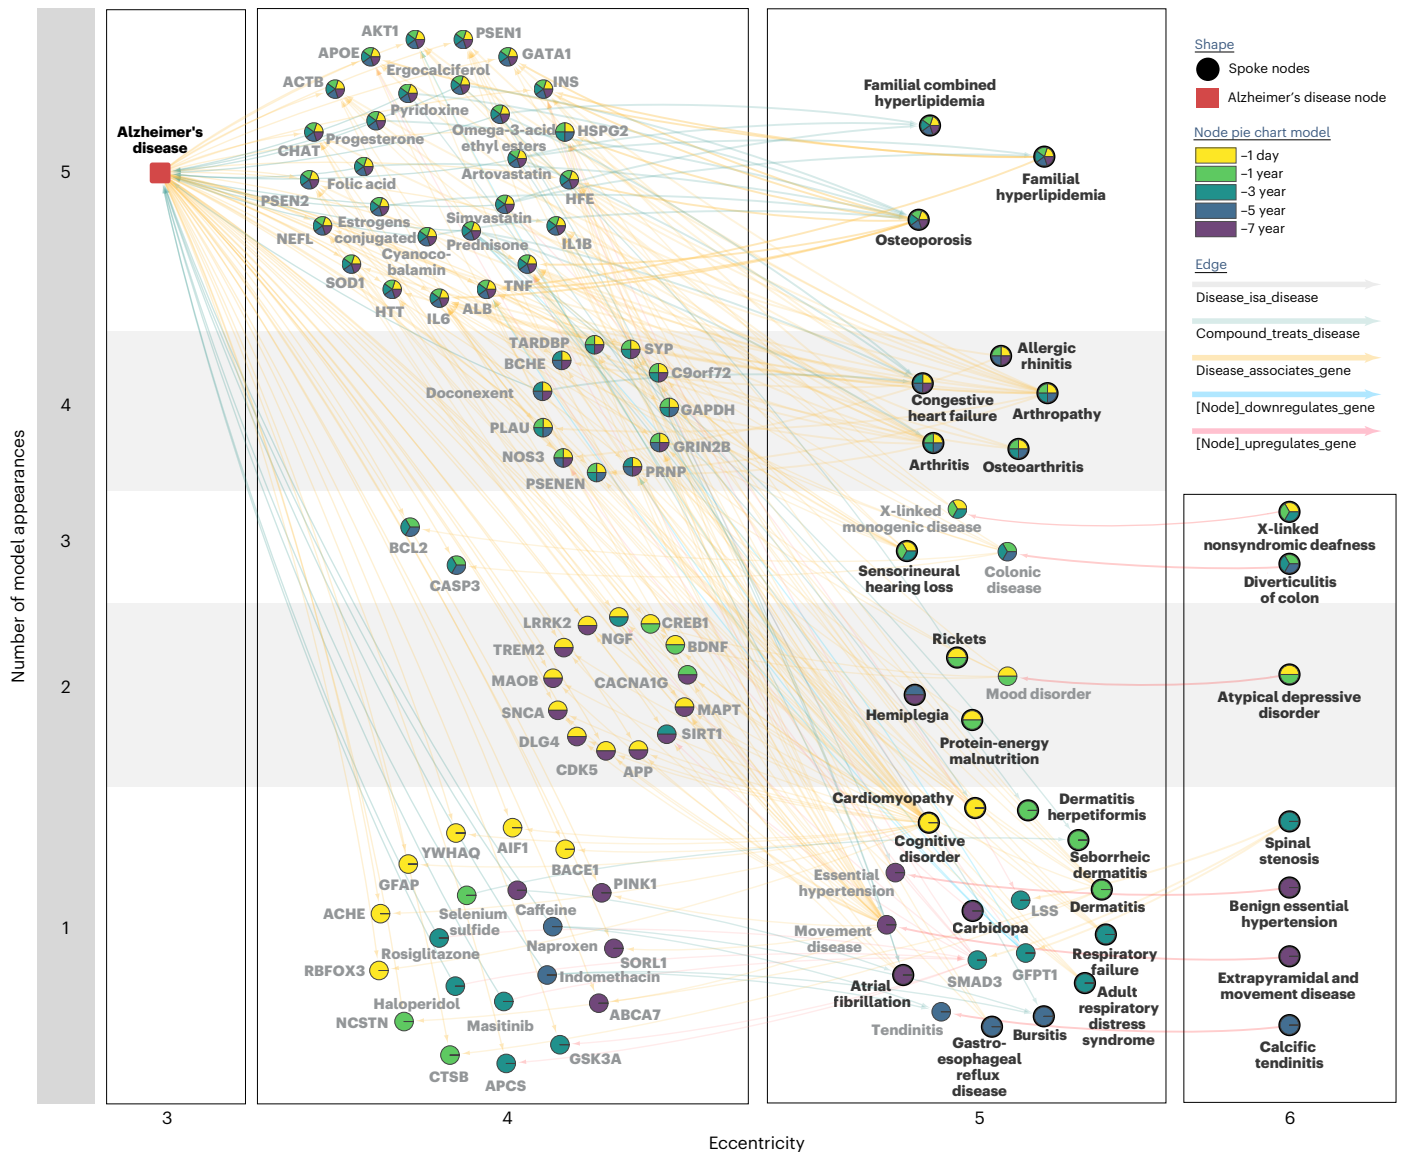 Number of model appearances
5
4
3
2
1
Alzheimer's
disease
AKT1
PSEN1
APOE
GATA1
Ergocalciferol
ACTB
INS
Pyridoxine
Omega-3-acid
ethyl esters
HSPG2
Progesterone
CHAT
Artovastatin
Folic acid
HFE
PSEN2
Simvastatin
Estrogens
conjugated
Prednisone
NEFL
IL1B
Cyanoco-
balamin
SOD1
TNF
HTT
IL6
ALB
TARDBP
SYP
BCHE
C9orf72
Doconexent
GAPDH
PLAU
GRIN2B
NOS3
PRNP
PSENEN
BCL2
CASP3
LRRK2
NGF
CREB1
TREM2
BDNF
MAOB
CACNA1G
SNCA
MAPT
DLG4
SIRT1
CDK5
APP
YWHAQ
AIF1
GFAP
BACE1
PINK1
ACHE
Selenium
sulfide
Caffeine
Rosiglitazone
Naproxen
SORL1
RBFOX3
Indomethacin
Haloperidol
ABCA7
NCSTN
Masitinib
GSK3A
CTSB
APCS
Familial combined
hyperlipidemia
Familial
hyperlipidemia
Osteoporosis
Allergic
rhinitis
Congestive
heart failure
Arthropathy
Arthritis
Osteoarthritis
X-linked
monogenic disease
Sensorineural
hearing loss
Colonic
disease
Rickets
Mood disorder
Hemiplegia
Protein-energy
malnutrition
Cardiomyopathy
Dermatitis
herpetiformis
Cognitive
disorder
Seborrheic
dermatitis
Essential
hypertension
LSS
Dermatitis
Carbidopa
Movement
disease
Respiratory
failure
SMAD3
GFPT1
Atrial
fibrillation
Adult
respiratory
distress
syndrome
Tendinitis
Bursitis
Gastro-
esophageal
reflux
disease
X-linked
nonsyndromic deafness
Diverticulitis
of colon
Atypical depressive
disorder
Spinal
stenosis
Benign essential
hypertension
Extrapyramidal and
movement disease
Calcific
tendinitis
Shape
Spoke nodes
Alzheimer's disease node
Node pie chart model
–1 day
–1 year
–3 year
–5 year
–7 year
Edge
Disease_isa_disease
Compound_treats_disease
Disease_associates_gene
[Node]_downregulates_gene
[Node]_upregulates_gene
3
4
5
6
Eccentricity